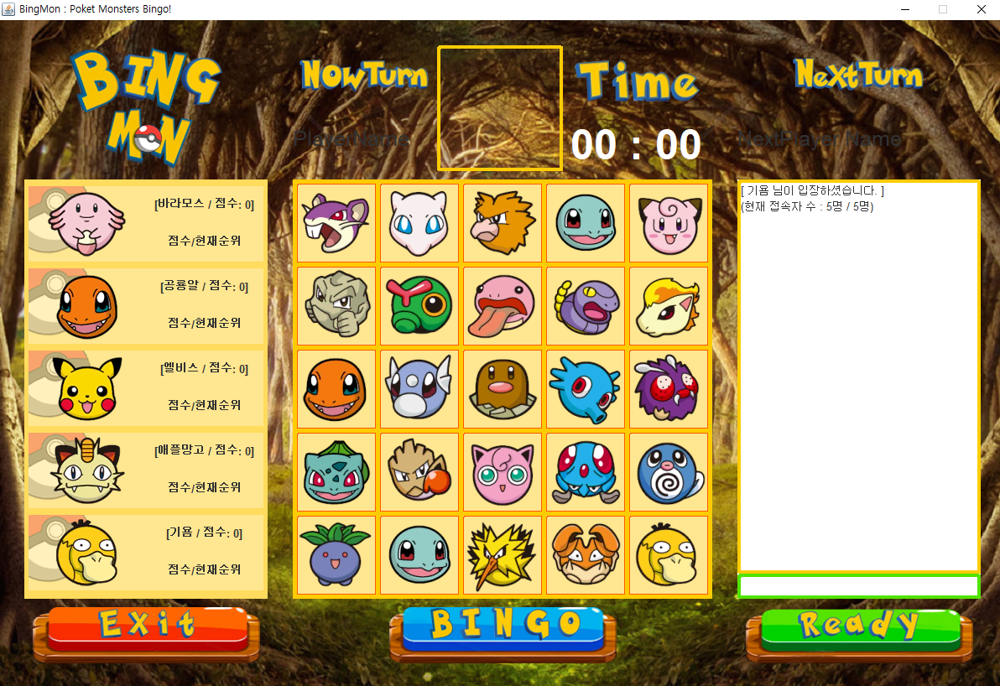 BingMon : Poket Monsters Bingo!
BING
MON
NowTurn
Time
NextTurn
PlayerName
00 : 00
NextPlayer Name
[바라모스 / 점수: 0]
점수/현재순위
[공룡알 / 점수: 0]
점수/현재순위
[엘비스 / 점수: 0]
점수/현재순위
[애플망고 / 점수: 0]
점수/현재순위
[기욤 / 점수: 0]
점수/현재순위
[ 기욤 님이 입장하셨습니다. ]
(현재 접속자 수 : 5명 / 5명)
Exit
BINGO
Ready